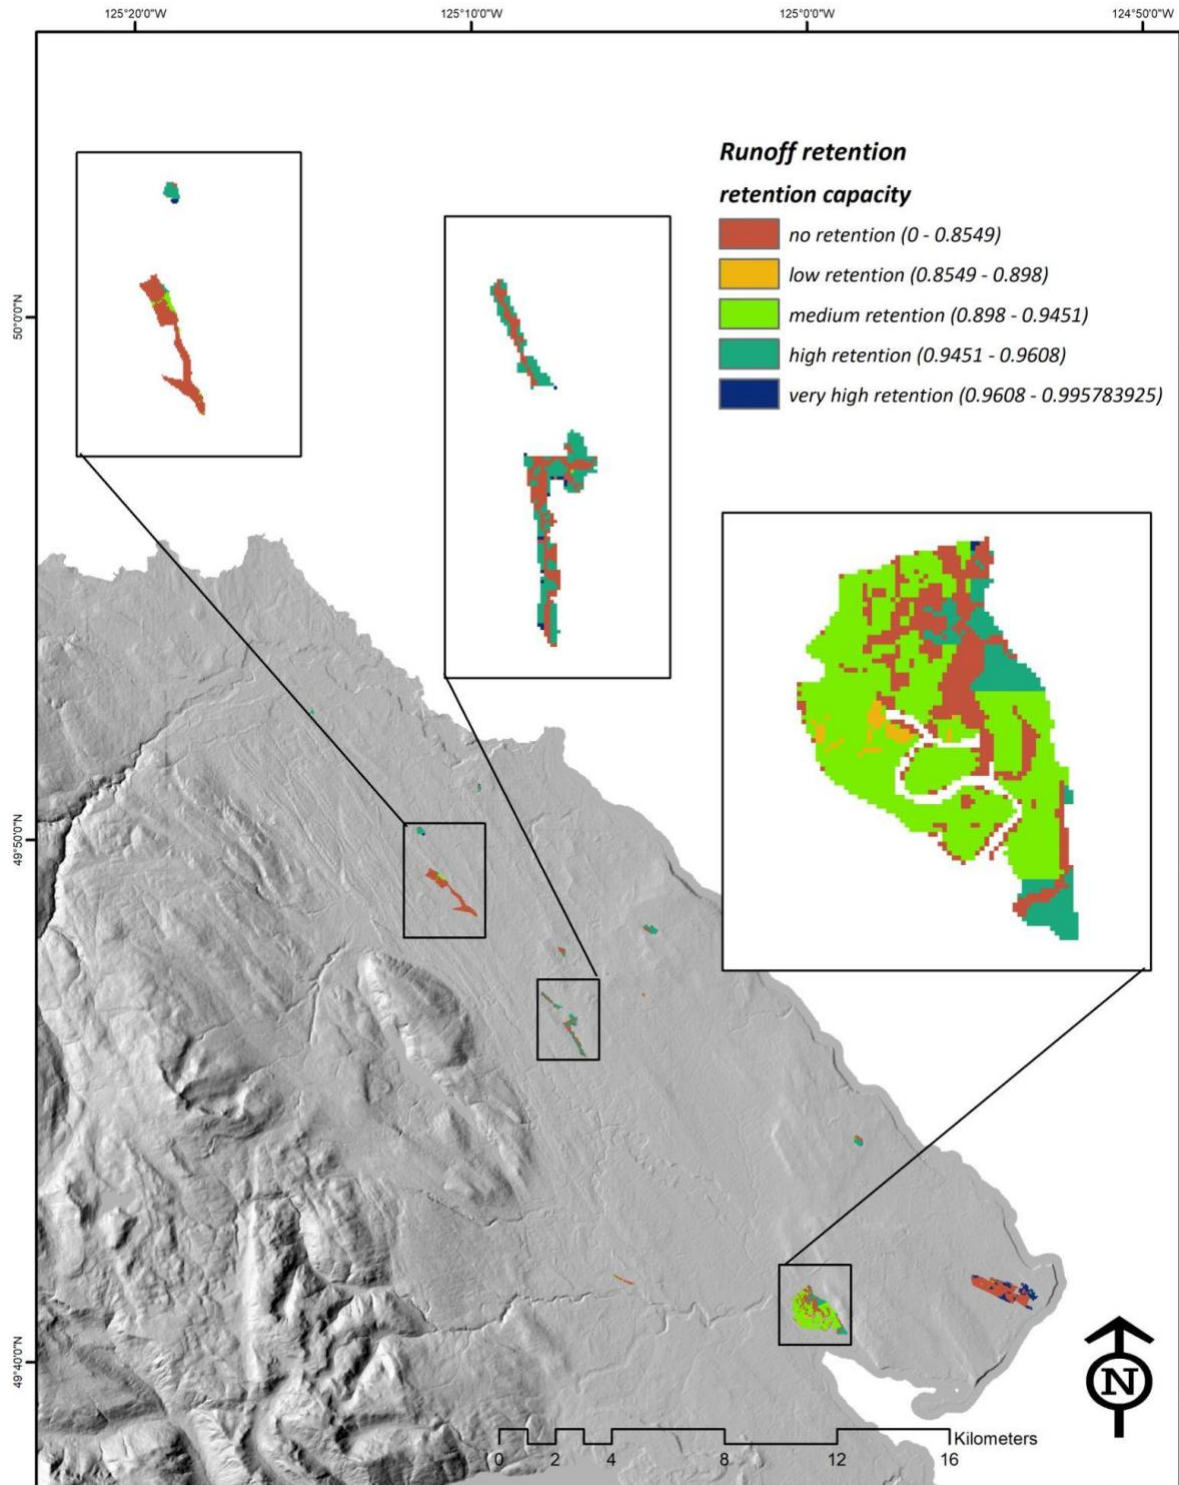 125°20'0"W
125°10'0"W
125°0'0"W
124°50'0"W
Runoff retention
retention capacity
no retention (0 - 0.8549)
low retention (0.8549 - 0.898)
medium retention (0.898 - 0.9451)
high retention (0.9451 - 0.9608)
very high retention (0.9608 - 0.995783925)
50°0'0"N
49°50'0"N
49°40'0"N
N
Kilometers
0 2 4 8 12 16